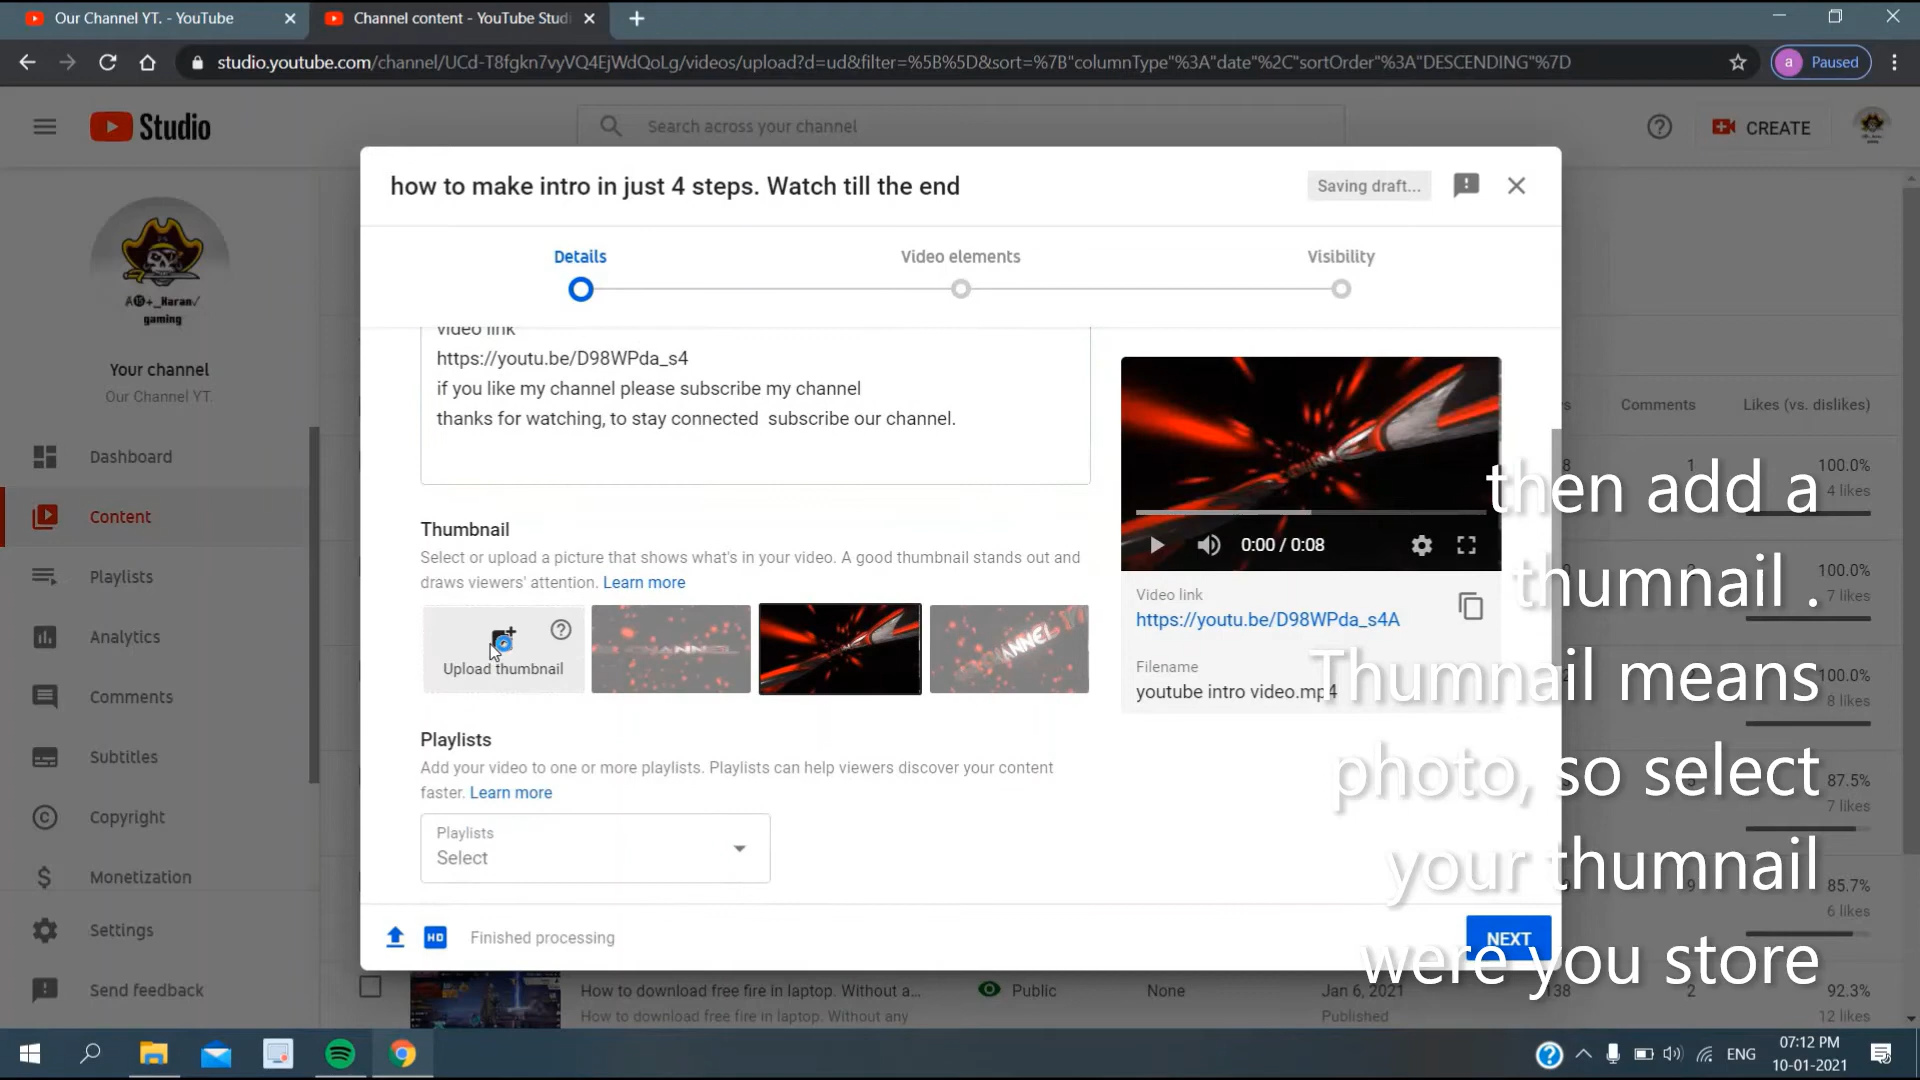 Our Channel YT. - YouTube
Channel content - YouTube Studi
studio.youtube.com/channel/UCd-T8fgkn7vyVQ4EjWdQoLg/videos/upload?d=ud&filter=%5B%5D&sort=%7B"columnType"%3A"date"%2C"sortOrder"%3A"DESCENDING"%7D
a Paused
Studio
Search across your channel
CREATE
how to make intro in just 4 steps. Watch till the end
Saving draft...
Details
Video elements
Visibility
gaming
Your channel
Our Channel YT.
Dashboard
Content
Playlists
Analytics
Comments
Subtitles
Copyright
Monetization
Settings
Send feedback
video link
https://youtu.be/D98WPda_s4
if you like my channel please subscribe my channel
thanks for watching, to stay connected  subscribe our channel.
Thumbnail
Select or upload a picture that shows what's in your video. A good thumbnail stands out and
draws viewers' attention. Learn more
Upload thumbnail
CHANNEL
Playlists
Add your video to one or more playlists. Playlists can help viewers discover your content
faster. Learn more
Playlists
Select
0:00 / 0:08
Video link
https://youtu.be/D98WPda_s4A
Filename
youtube intro video.mp4
HD
Finished processing
NEXT
Comments
Likes (vs. dislikes)
1
100.0%
4 likes
100.0%
7 likes
100.0%
8 likes
87.5%
7 likes
9
85.7%
6 likes
then add a
thumnail .
Thumnail means
photo, so select
your thumnail
were you store
How to download free fire in laptop. Without a...
How to download free fire in laptop. Without any
Public
None
Jan 6, 2021
Published
138
2
92.3%
12 likes
ENG
07:12 PM
10-01-2021